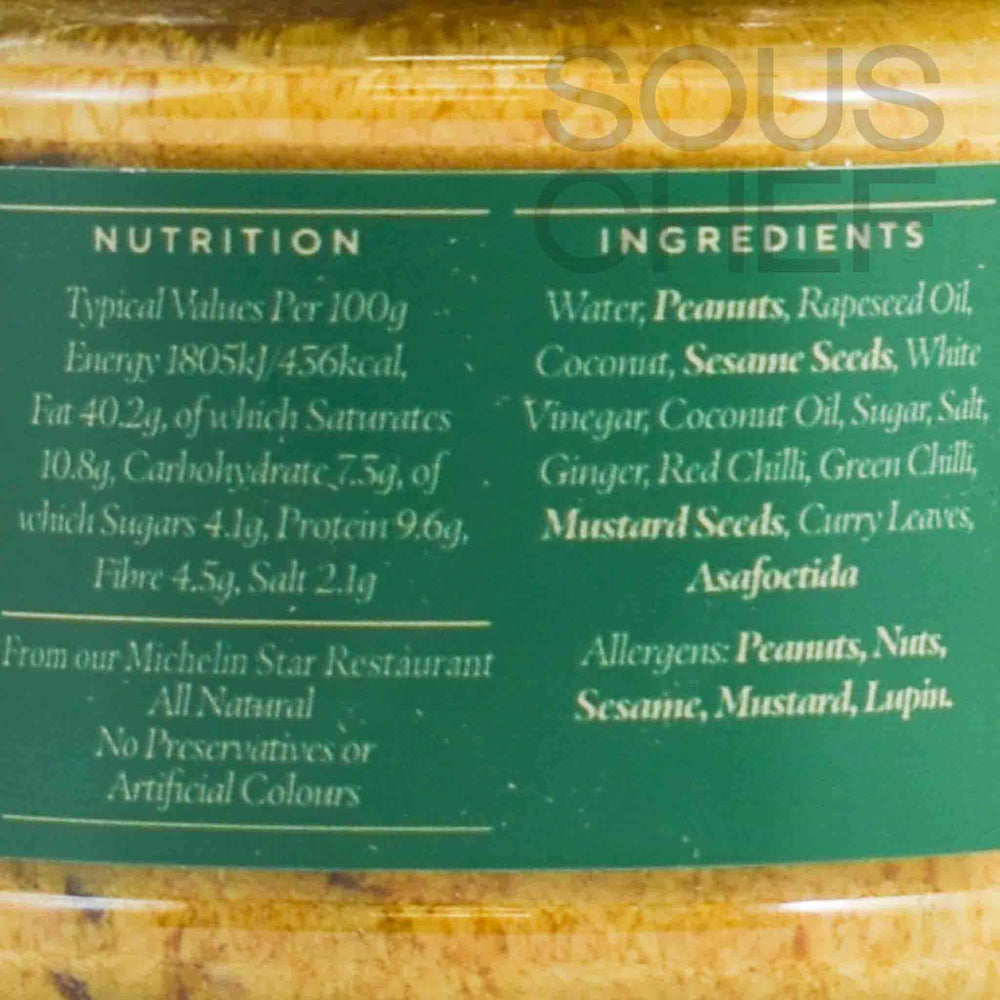 SOUS
CHEF
NUTRITION
Typical Values Per 100g
Energy 1805kJ/436kcal,
Fat 40.2g, of which Saturates
10.8g, Carbohydrate 7.3g, of
which Sugars 4.1g, Protein 9.6g,
Fibre 4.5g, Salt 2.1g
From our Michelin Star Restaurant
All Natural
No Preservatives or
Artificial Colours
INGREDIENTS
Water, Peanuts, Rapeseed Oil,
Coconut, Sesame Seeds, White
Vinegar, Coconut Oil, Sugar, Salt,
Ginger, Red Chilli, Green Chilli,
Mustard Seeds, Curry Leaves,
Asafoetida
Allergens: Peanuts, Nuts,
Sesame, Mustard, Lupin.